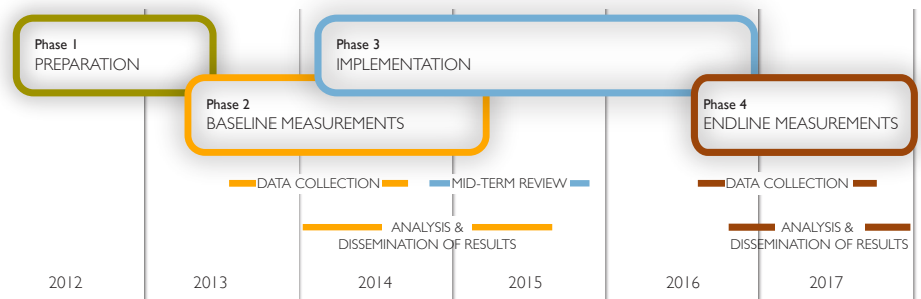 Phase 1
PREPARATION
Phase 3
IMPLEMENTATION
Phase 2
BASELINE MEASUREMENTS
Phase 4
ENDLINE MEASUREMENTS
DATA COLLECTION
MID-TERM REVIEW
DATA COLLECTION
ANALYSIS &
DISSEMINATION OF RESULTS
ANALYSIS &
DISSEMINATION OF RESULTS
2012
2013
2014
2015
2016
2017